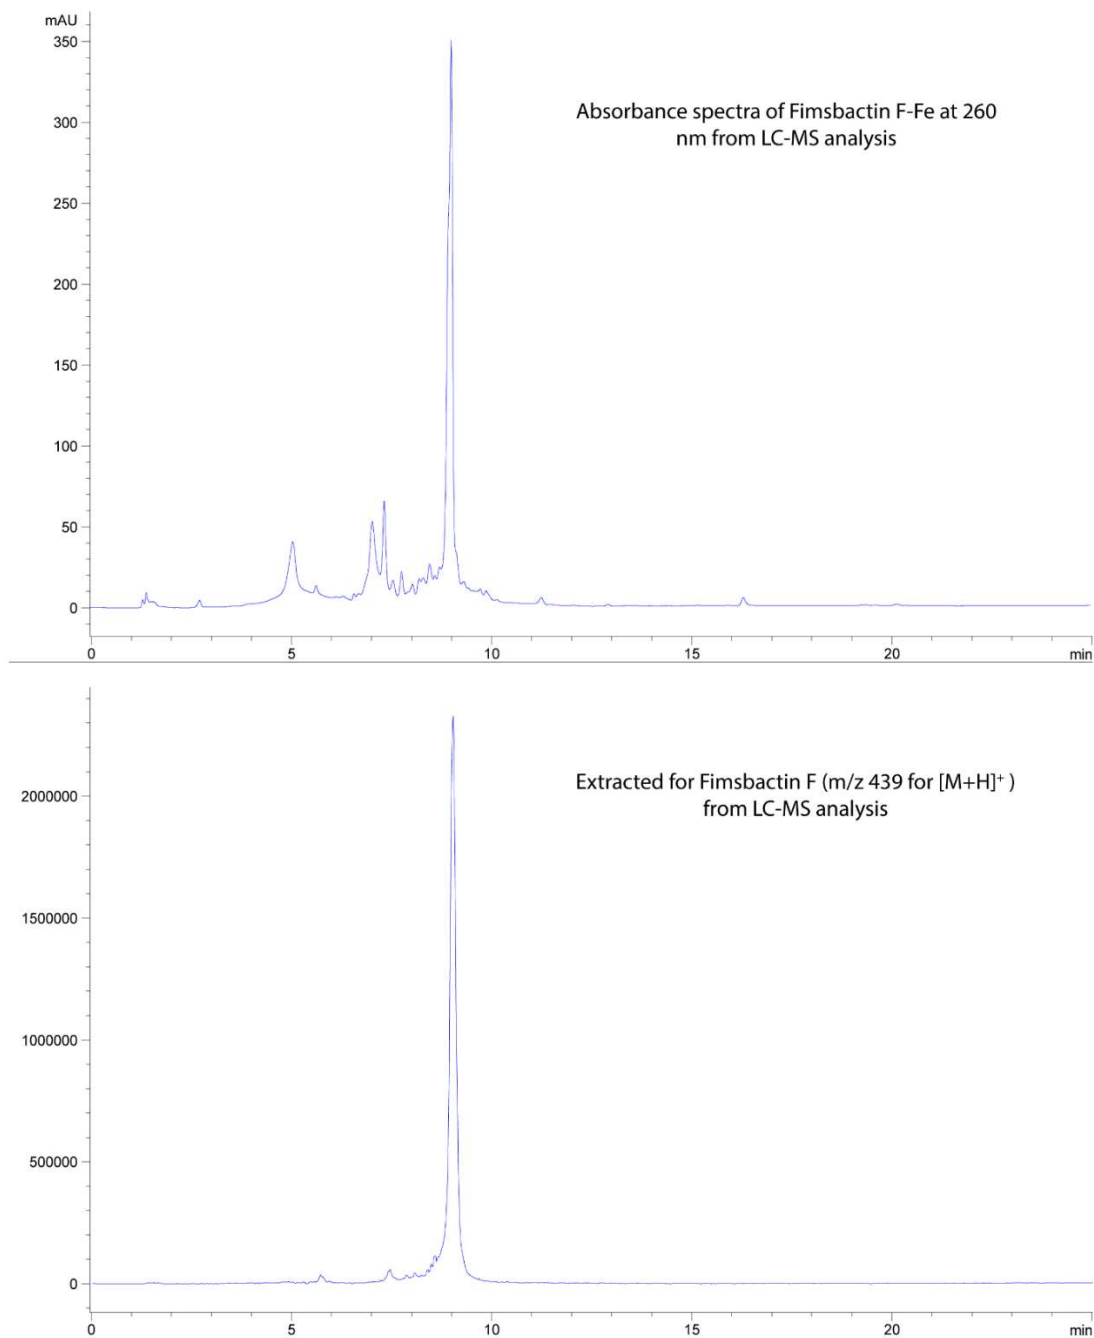 mAU
350
300
250
200
150
100
50
0
Absorbance spectra of Fimsbactin F-Fe at 260
nm from LC-MS analysis
0 5 10 15 20 min
2000000
1500000
1000000
500000
0
Extracted for Fimsbactin F (m/z 439 for [M+H]⁺ )
from LC-MS analysis
0 5 10 15 20 min